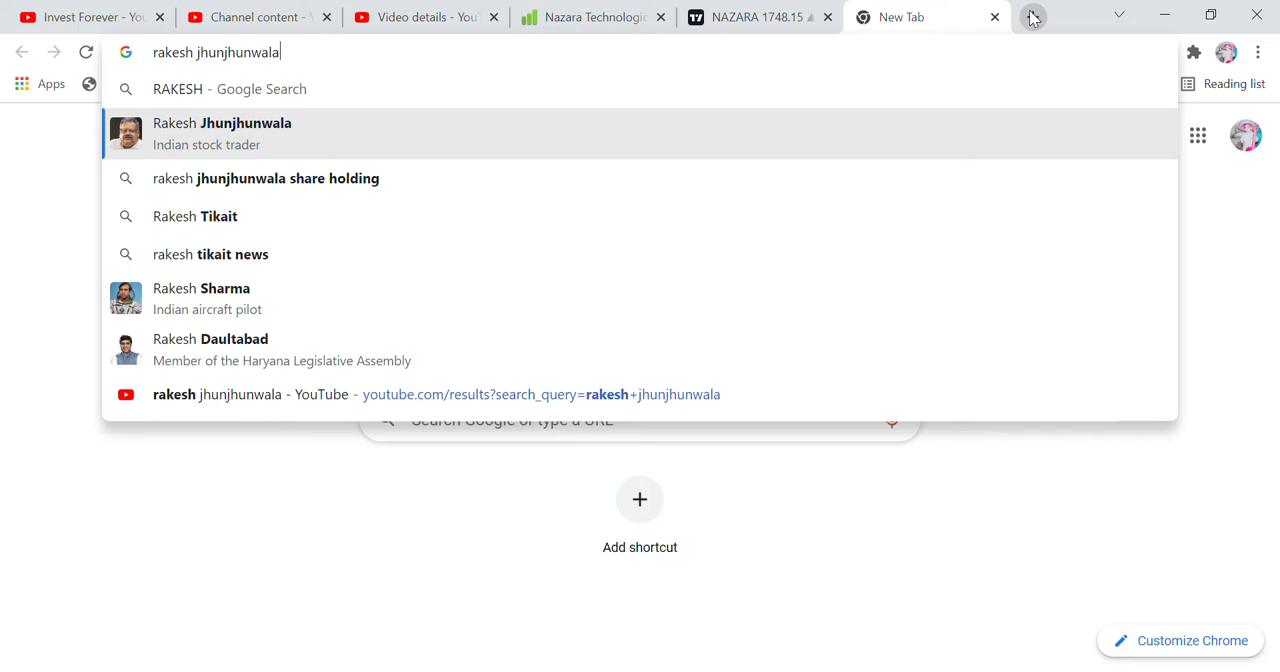 Invest Forever - You
Channel content - Y
Video details - YouT
Nazara Technologie
NAZARA 1748.15
New Tab
rakesh jhunjhunwala
Apps
Reading list
RAKESH - Google Search
Rakesh Jhunjhunwala
Indian stock trader
rakesh jhunjhunwala share holding
Rakesh Tikait
rakesh tikait news
Rakesh Sharma
Indian aircraft pilot
Rakesh Daultabad
Member of the Haryana Legislative Assembly
rakesh jhunjhunwala - YouTube - youtube.com/results?search_query=rakesh+jhunjhunwala
Search Google or type a URL
Add shortcut
Customize Chrome